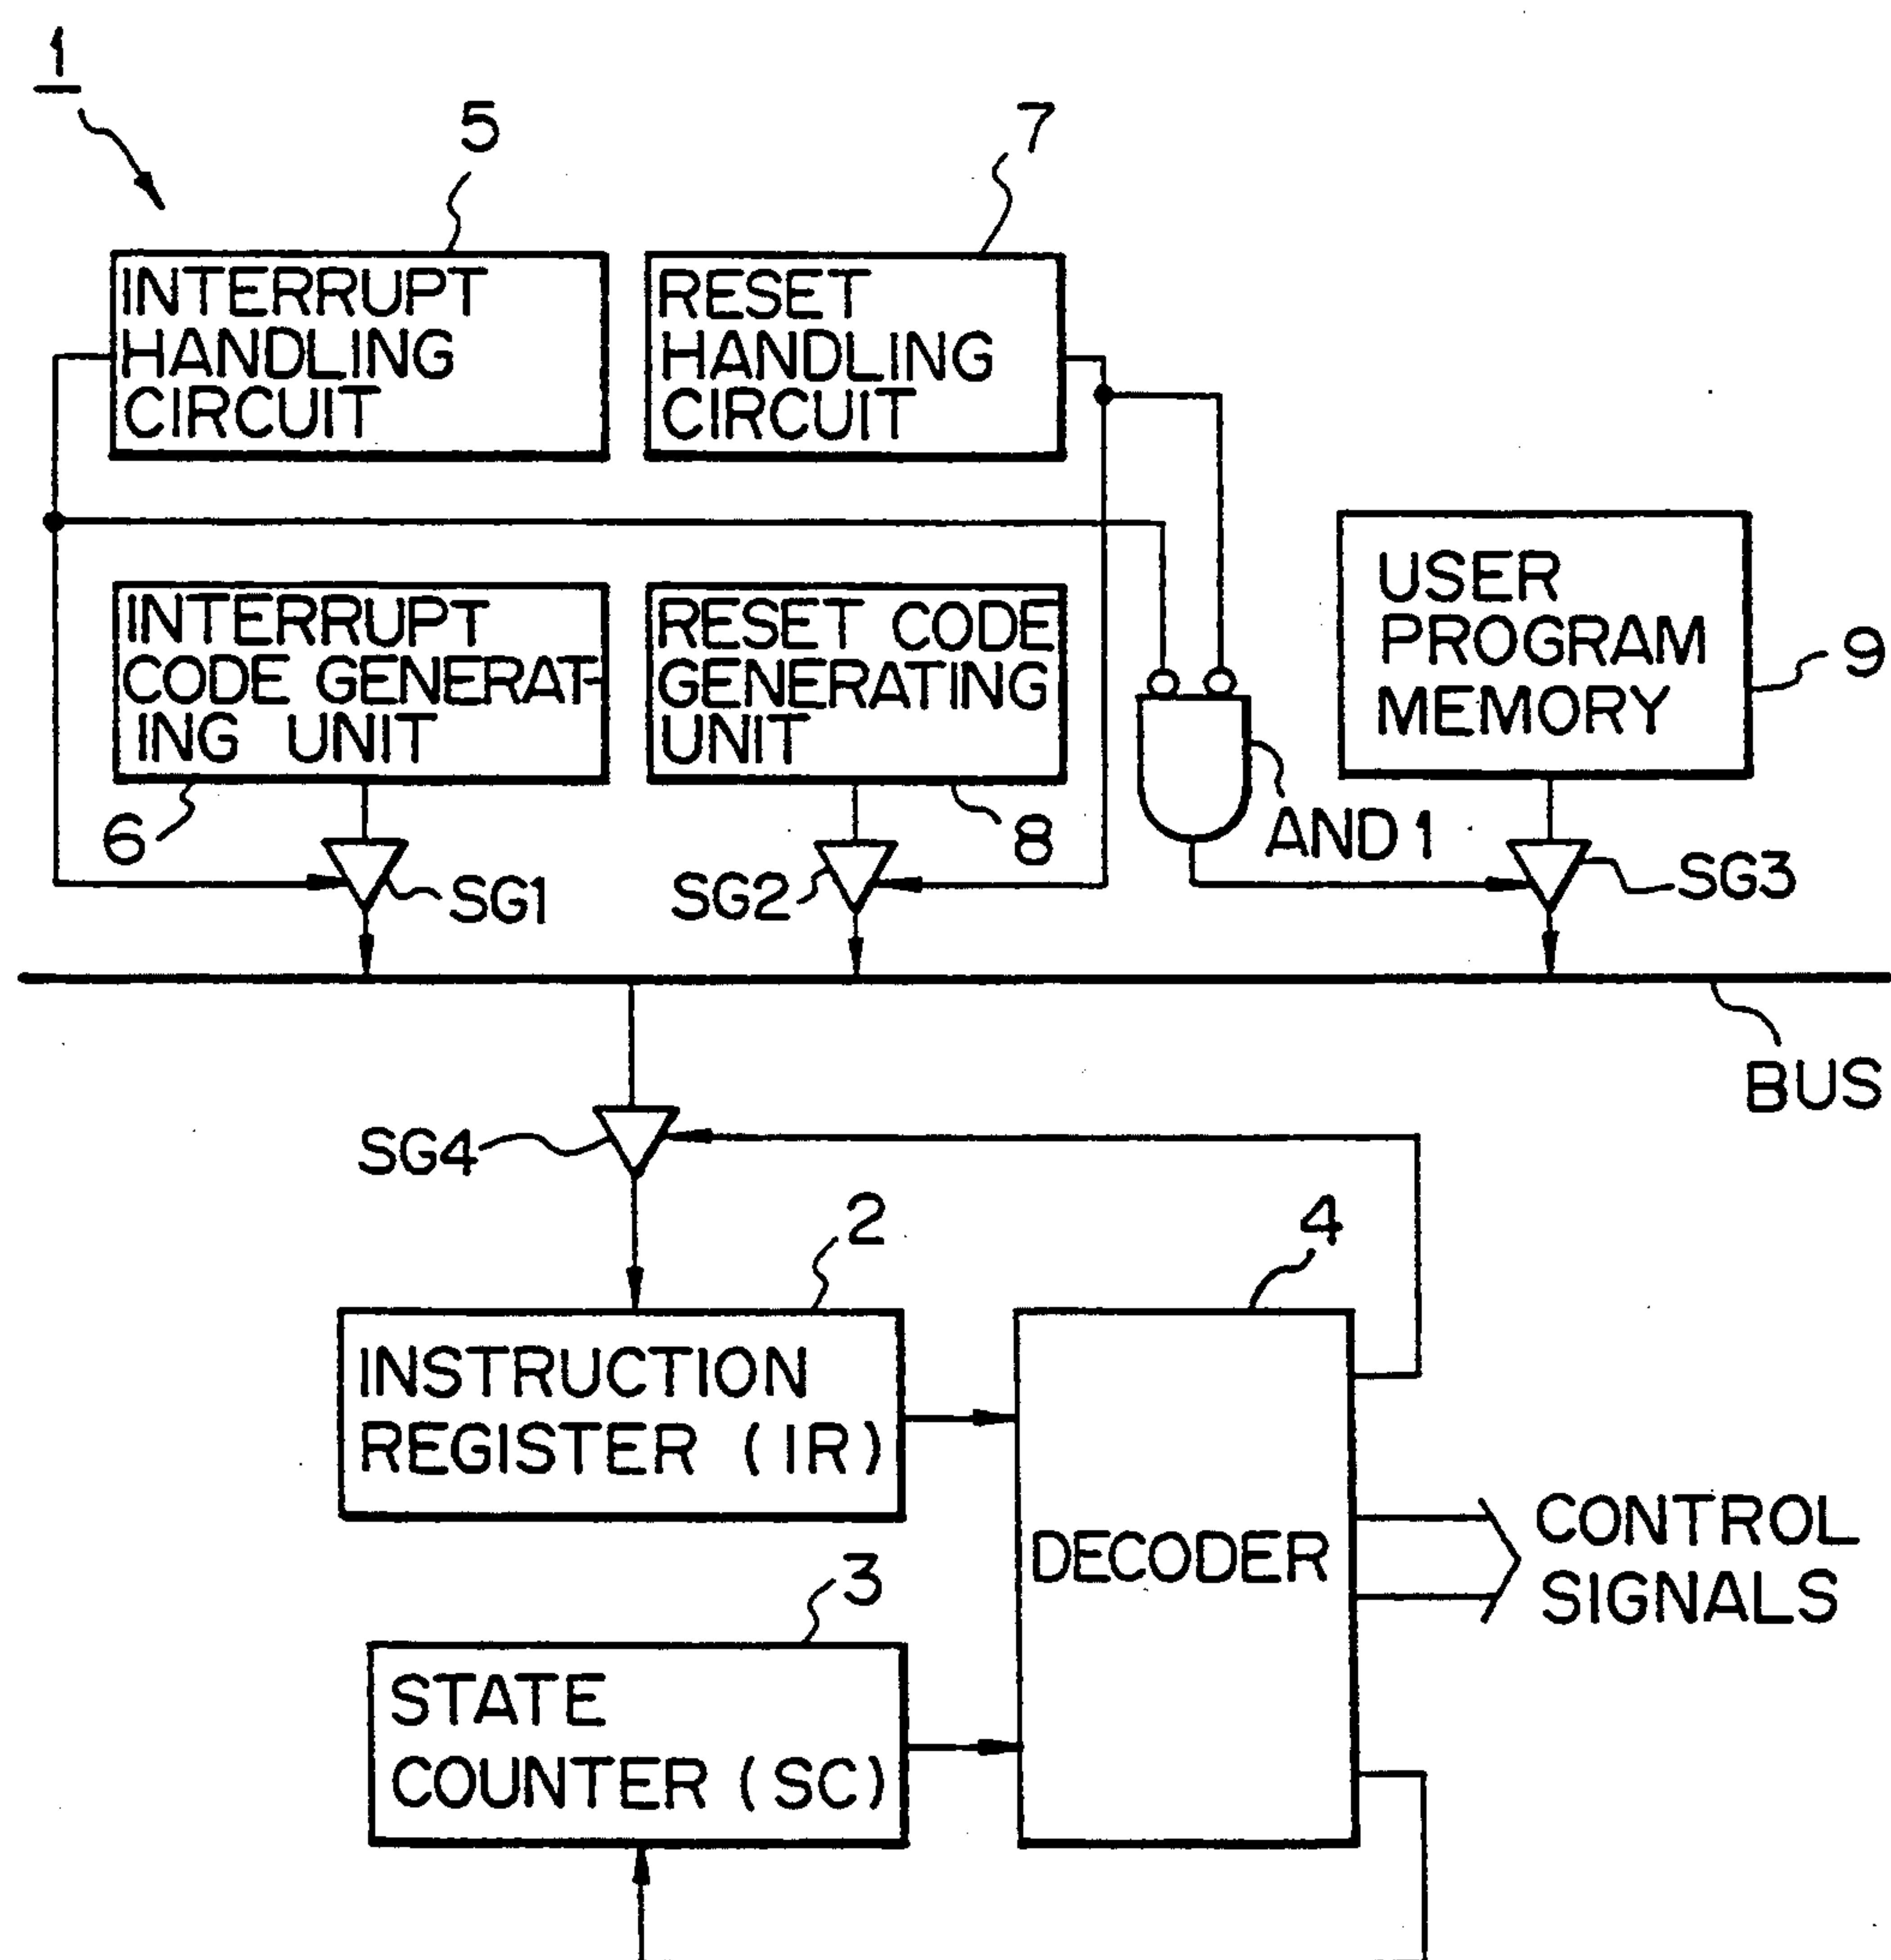 1
5
7
INTERRUPT
HANDLING
CIRCUIT
RESET
HANDLING
CIRCUIT
INTERRUPT
CODE GENERAT-
ING UNIT
RESET CODE
GENERATING
UNIT
USER
PROGRAM
MEMORY
9
6
8
AND 1
SG1
SG2
SG3
BUS
SG4
2
4
INSTRUCTION
REGISTER (IR)
DECODER
CONTROL
SIGNALS
3
STATE
COUNTER (SC)